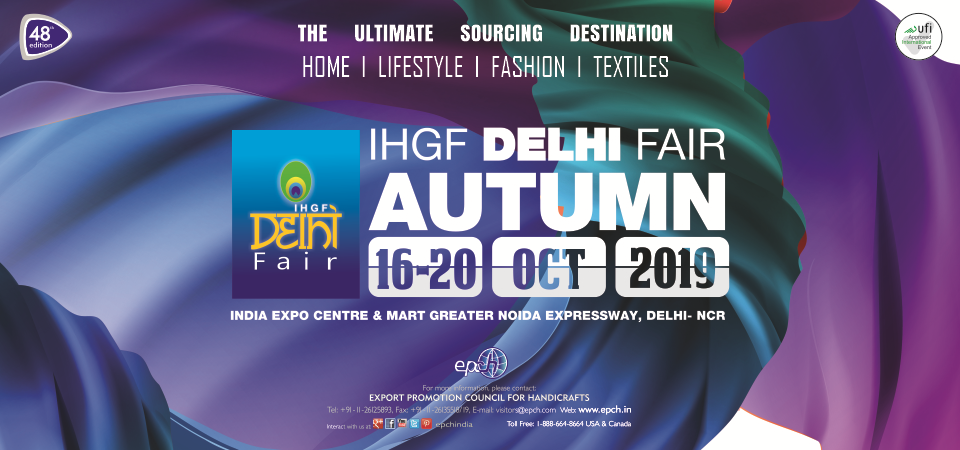 48th
edition
THE ULTIMATE SOURCING DESTINATION
HOME | LIFESTYLE | FASHION | TEXTILES
ufi
Approved
International
Event
IHGF DELHI FAIR
AUTUMN
16-20 OCT 2019
IHGF
DElHI
Fair
INDIA EXPO CENTRE & MART GREATER NOIDA EXPRESSWAY, DELHI- NCR
epch
For more information, please contact:
EXPORT PROMOTION COUNCIL FOR HANDICRAFTS
Tel: +91-11-26125893, Fax: +91-11-26135518/19, E-mail: visitors@epch.com Web: www.epch.in
Interact with us at: epchindia Toll Free: 1-888-664-8664 USA & Canada